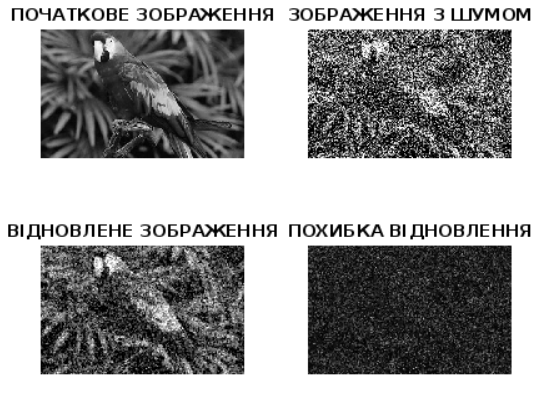 ПОЧАТКОВЕ ЗОБРАЖЕННЯ
ЗОБРАЖЕННЯ З ШУМОМ
ВІДНОВЛЕНЕ ЗОБРАЖЕННЯ
ПОХИБКА ВІДНОВЛЕННЯ